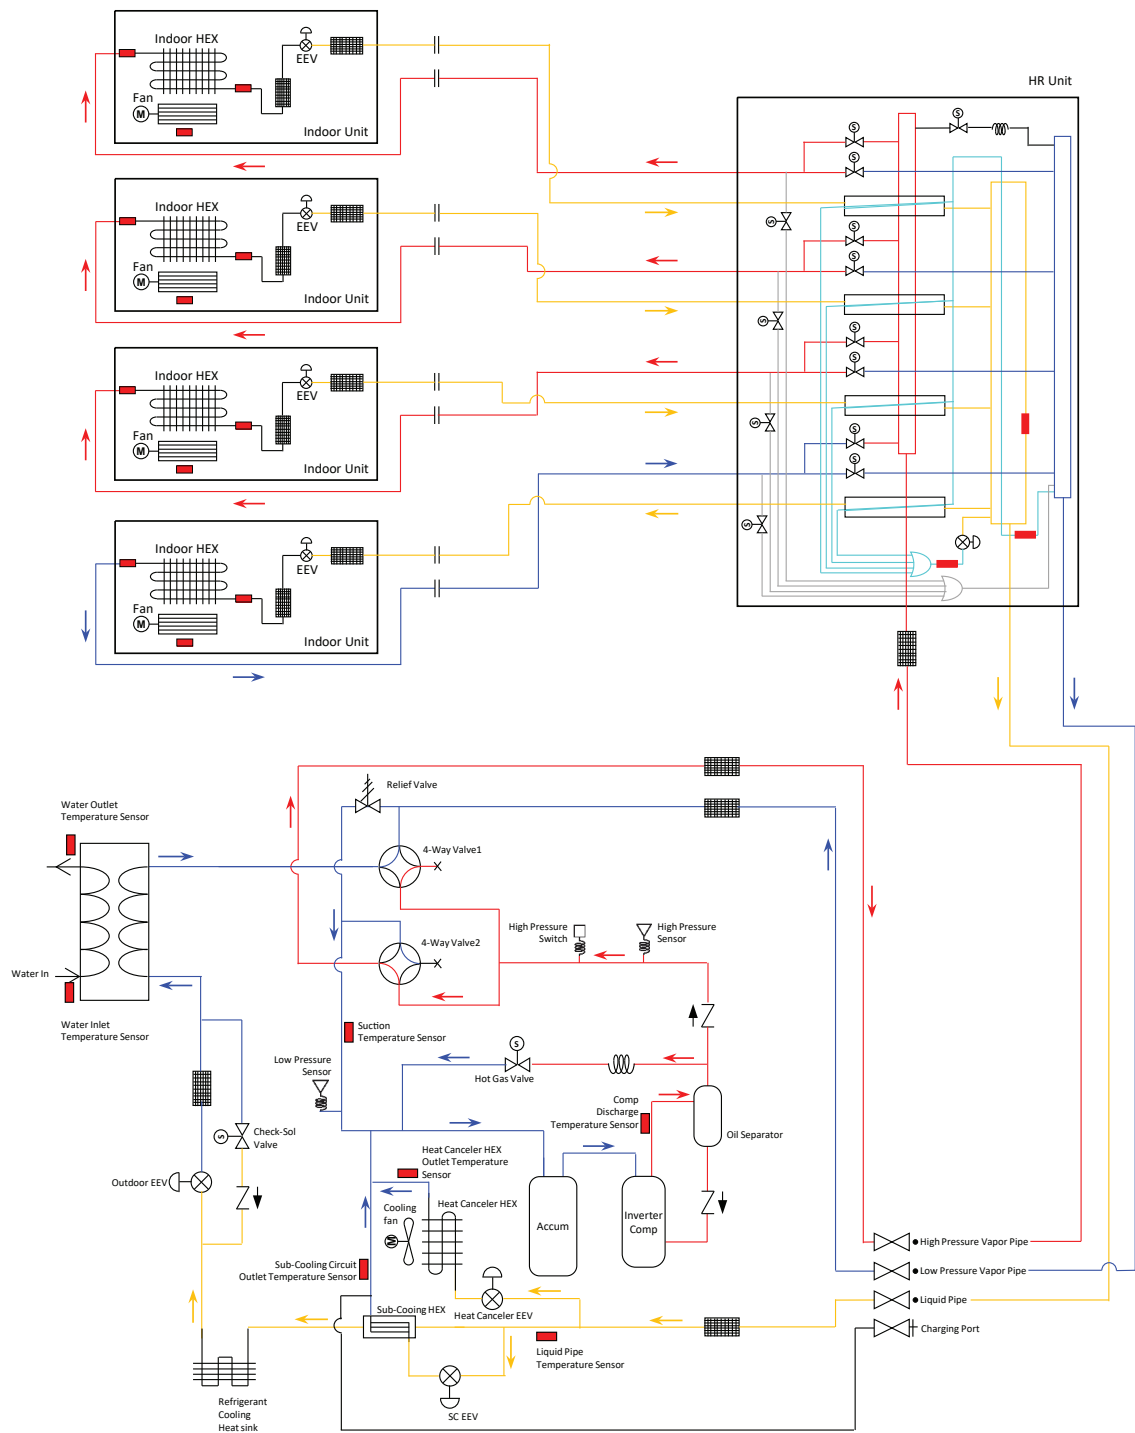 Indoor HEX
EEV
Fan
M
Indoor Unit
HR Unit
S
S
S
Indoor HEX
EEV
Fan
M
Indoor Unit
S
S
S
Indoor HEX
EEV
Fan
M
Indoor Unit
S
S
S
Indoor HEX
EEV
Fan
M
Indoor Unit
S
S
S
S
Relief Valve
Water Outlet
Temperature Sensor
4-Way Valve1
High Pressure
Switch
High Pressure
Sensor
4-Way Valve2
Water In
Water Inlet
Temperature Sensor
Suction
Temperature Sensor
Low Pressure
Sensor
S
Hot Gas Valve
Comp
Discharge
Temperature Sensor
Oil Separator
S
Check-Sol
Valve
Heat Canceler HEX
Outlet Temperature
Sensor
Outdoor EEV
Cooling
fan
M
Heat Canceler HEX
Accum
Inverter
Comp
High Pressure Vapor Pipe
Sub-Cooling Circuit
Outlet Temperature Sensor
Low Pressure Vapor Pipe
Liquid Pipe
Sub-Cooing HEX
Heat Canceler EEV
Charging Port
Liquid Pipe
Temperature Sensor
Refrigerant
Cooling
Heat sink
SC EEV